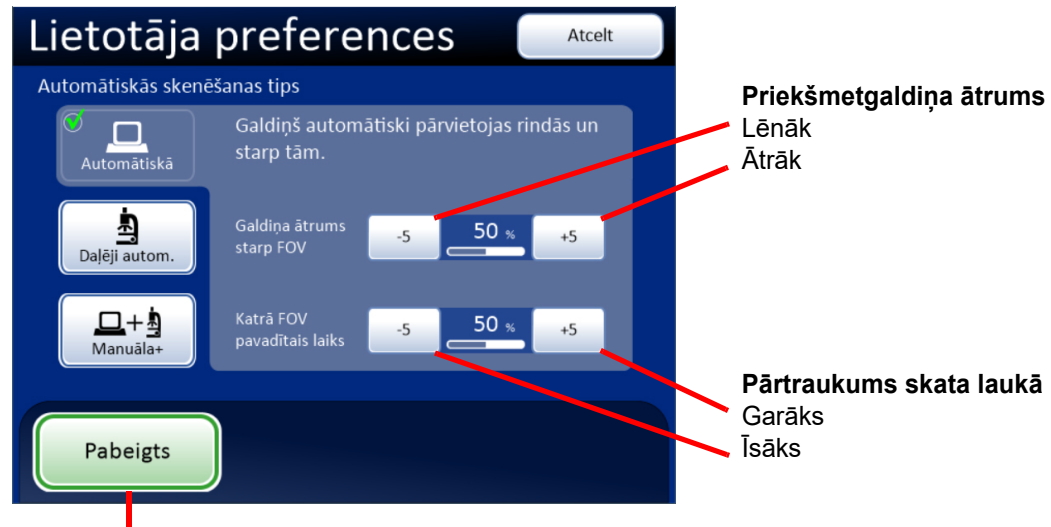 Lietotāja preferences
Atcelt
Automātiskās skenēšanas tips
Automātiskā
Galdiņš automātiski pārvietojas rindās un
starp tām.
Daļēji autom.
Galdiņa ātrums
starp FOV
-5
50 %
+5
Manuāla+
Katrā FOV
pavadītais laiks
-5
50 %
+5
Pabeigts
Priekšmetgaldiņa ātrums
Lēnāk
Ātrāk
Pārtraukums skata laukā
Garāks
Īsāks